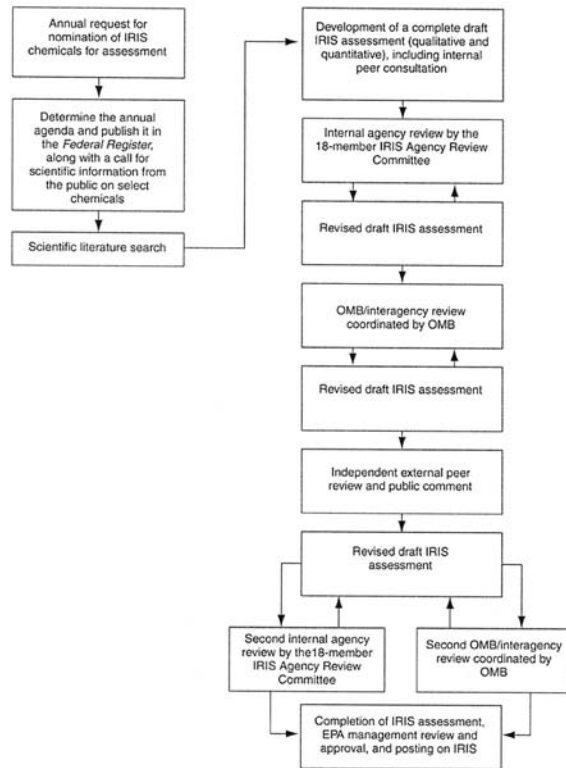 Annual request for
nomination of IRIS
chemicals for assessment
Determine the annual
agenda and publish it in
the Federal Register,
along with a call for
scientific information from
the public on select
chemicals
Scientific literature search
Development of a complete draft
IRIS assessment (qualitative and
quantitative), including internal
peer consultation
Internal agency review by the
18-member IRIS Agency Review
Committee
Revised draft IRIS assessment
OMB/interagency review
coordinated by OMB
Revised draft IRIS assessment
Independent external peer
review and public comment
Revised draft IRIS
assessment
Second internal agency
review by the18-member
IRIS Agency Review
Committee
Second OMB/interagency
review coordinated by
OMB
Completion of IRIS assessment,
EPA management review and
approval, and posting on IRIS